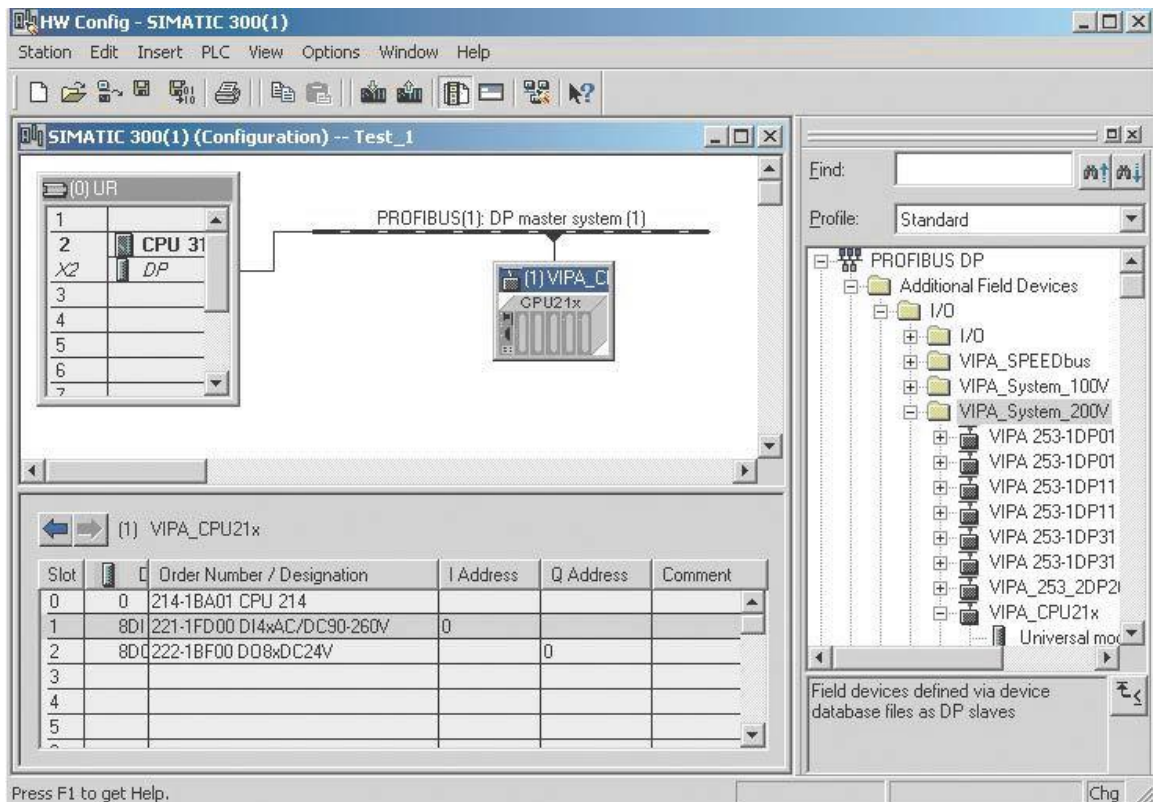 HW Config - SIMATIC 300(1)
Station Edit Insert PLC View Options Window Help
SIMATIC 300(1) (Configuration) -- Test_1
(0) UR
1
2 CPU 31
X2 DP
3
4
5
6
7
PROFIBUS(1): DP master system (1)
(1) VIPA_C
CPU21x
(1) VIPA_CPU21x
Slot D Order Number / Designation I Address Q Address Comment
0 0 214-1BA01 CPU 214
1 8DI 221-1FD00 DI4xAC/DC90-260V 0
2 8DO 222-1BF00 DO8xDC24V 0
3
4
5
Find:
Profile: Standard
PROFIBUS DP
Additional Field Devices
I/O
I/O
VIPA_SPEEDbus
VIPA_System_100V
VIPA_System_200V
VIPA 253-1DP01
VIPA 253-1DP01
VIPA 253-1DP11
VIPA 253-1DP11
VIPA 253-1DP31
VIPA 253-1DP31
VIPA_253_2DP2
VIPA_CPU21x
Universal mo
Field devices defined via device
database files as DP slaves
Press F1 to get Help.
Chg